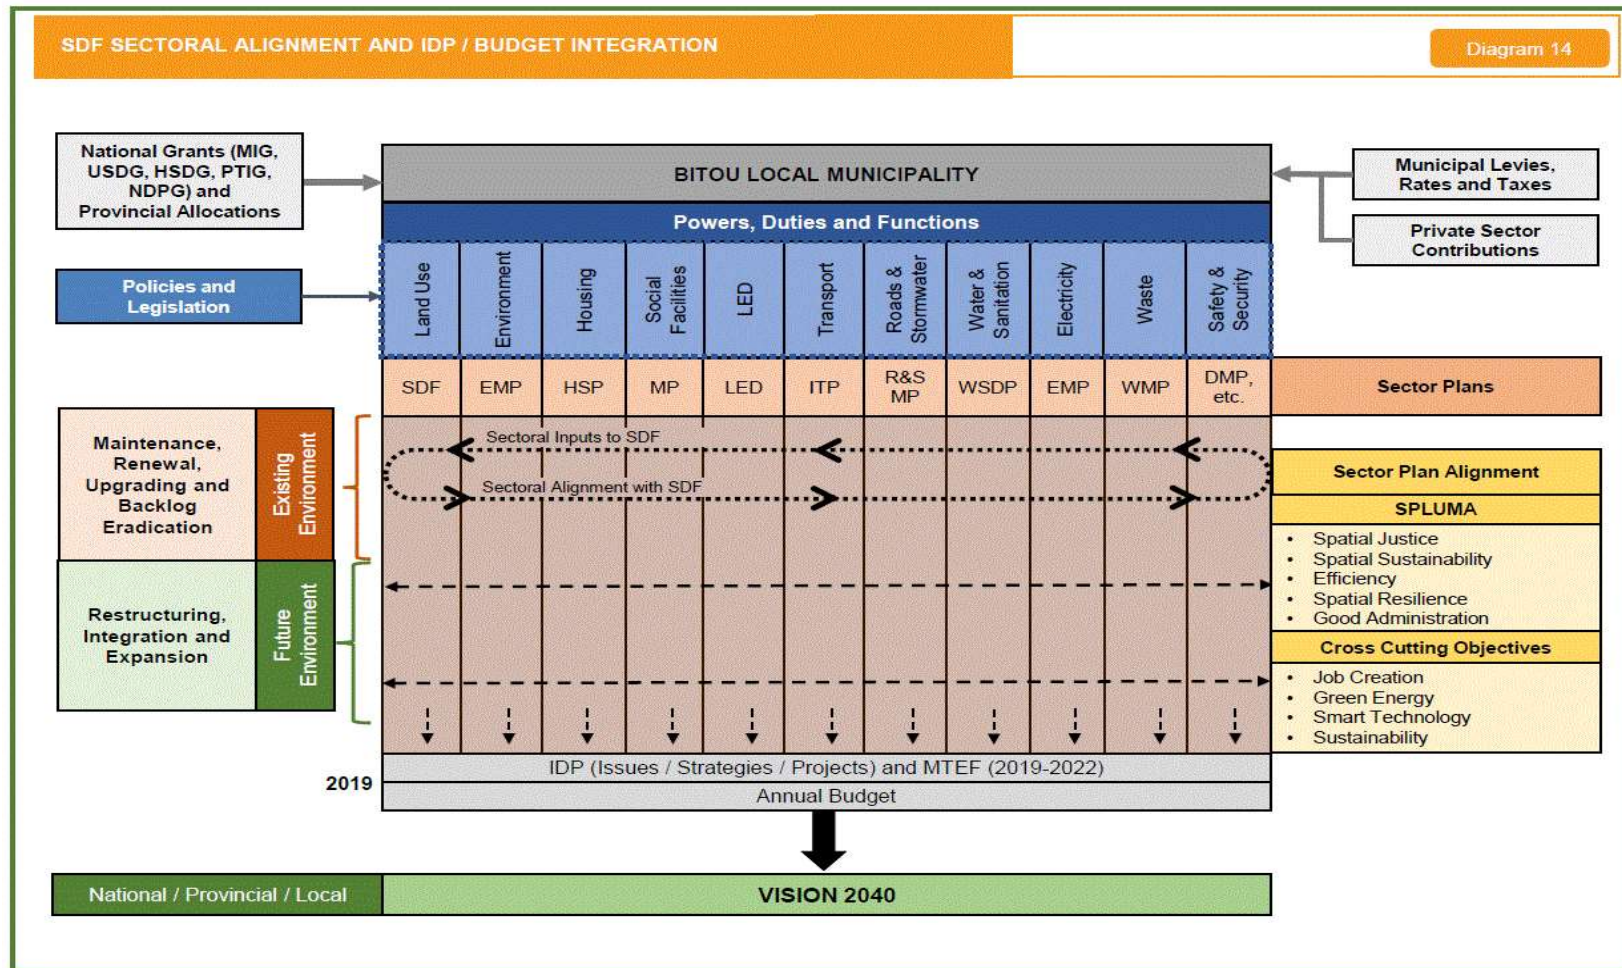 SDF SECTORAL ALIGNMENT AND IDP / BUDGET INTEGRATION
Diagram 14
National Grants (MIG,
USDG, HSDG, PTIG,
NDPG) and
Provincial Allocations
BITOU LOCAL MUNICIPALITY
Municipal Levies,
Rates and Taxes
Private Sector
Contributions
Powers, Duties and Functions
Policies and
Legislation
Land Use
Environment
Housing
Social
Facilities
LED
Transport
Roads &
Stormwater
Water &
Sanitation
Electricity
Waste
Safety &
Security
SDF
EMP
HSP
MP
LED
ITP
R&S
MP
WSDP
EMP
WMP
DMP,
etc.
Sector Plans
Maintenance,
Renewal,
Upgrading and
Backlog
Eradication
Existing
Environment
Sectoral Inputs to SDF
Sectoral Alignment with SDF
Sector Plan Alignment
SPLUMA
• Spatial Justice
• Spatial Sustainability
• Efficiency
• Spatial Resilience
• Good Administration
Restructuring,
Integration and
Expansion
Future
Environment
Cross Cutting Objectives
• Job Creation
• Green Energy
• Smart Technology
• Sustainability
2019
IDP (Issues / Strategies / Projects) and MTEF (2019-2022)
Annual Budget
National / Provincial / Local
VISION 2040